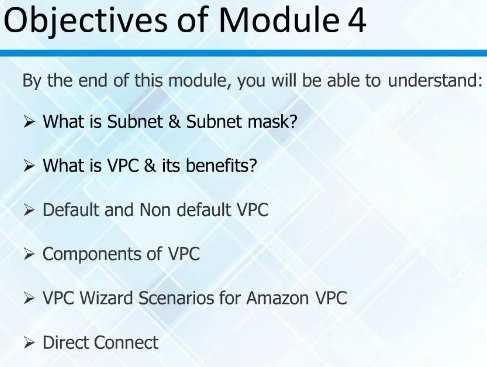 Objectives of Module 4
By the end of this module, you will be able to understand:
➢ What is Subnet & Subnet mask?
➢ What is VPC & its benefits?
➢ Default and Non default VPC
➢ Components of VPC
➢ VPC Wizard Scenarios for Amazon VPC
➢ Direct Connect